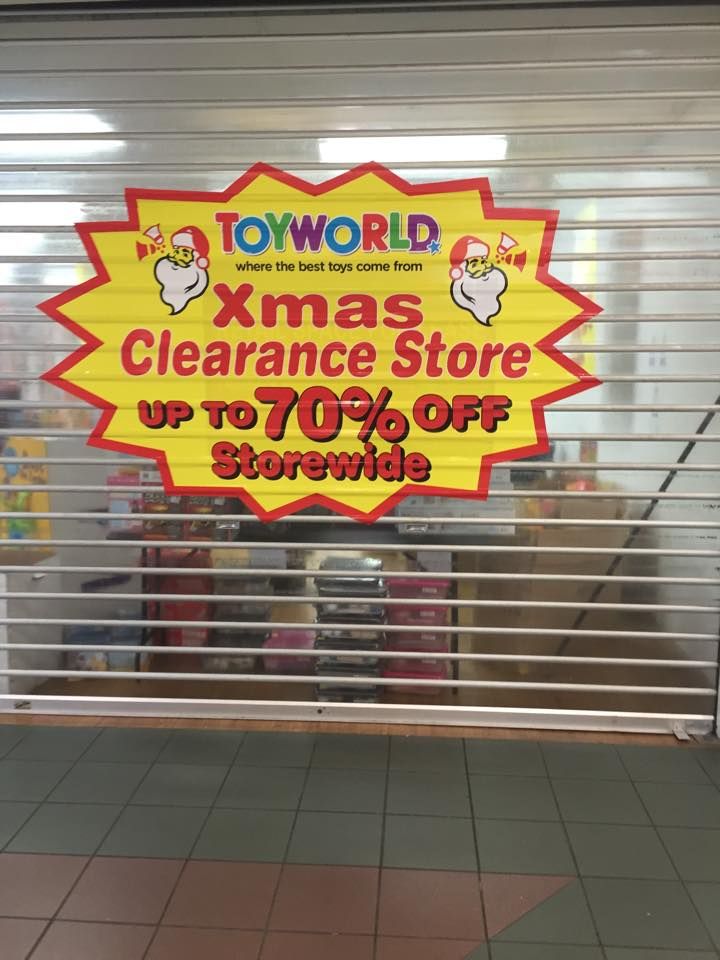 TOYWORLD
where the best toys come from
Xmas
Clearance Store
UP TO 70% OFF
Storewide